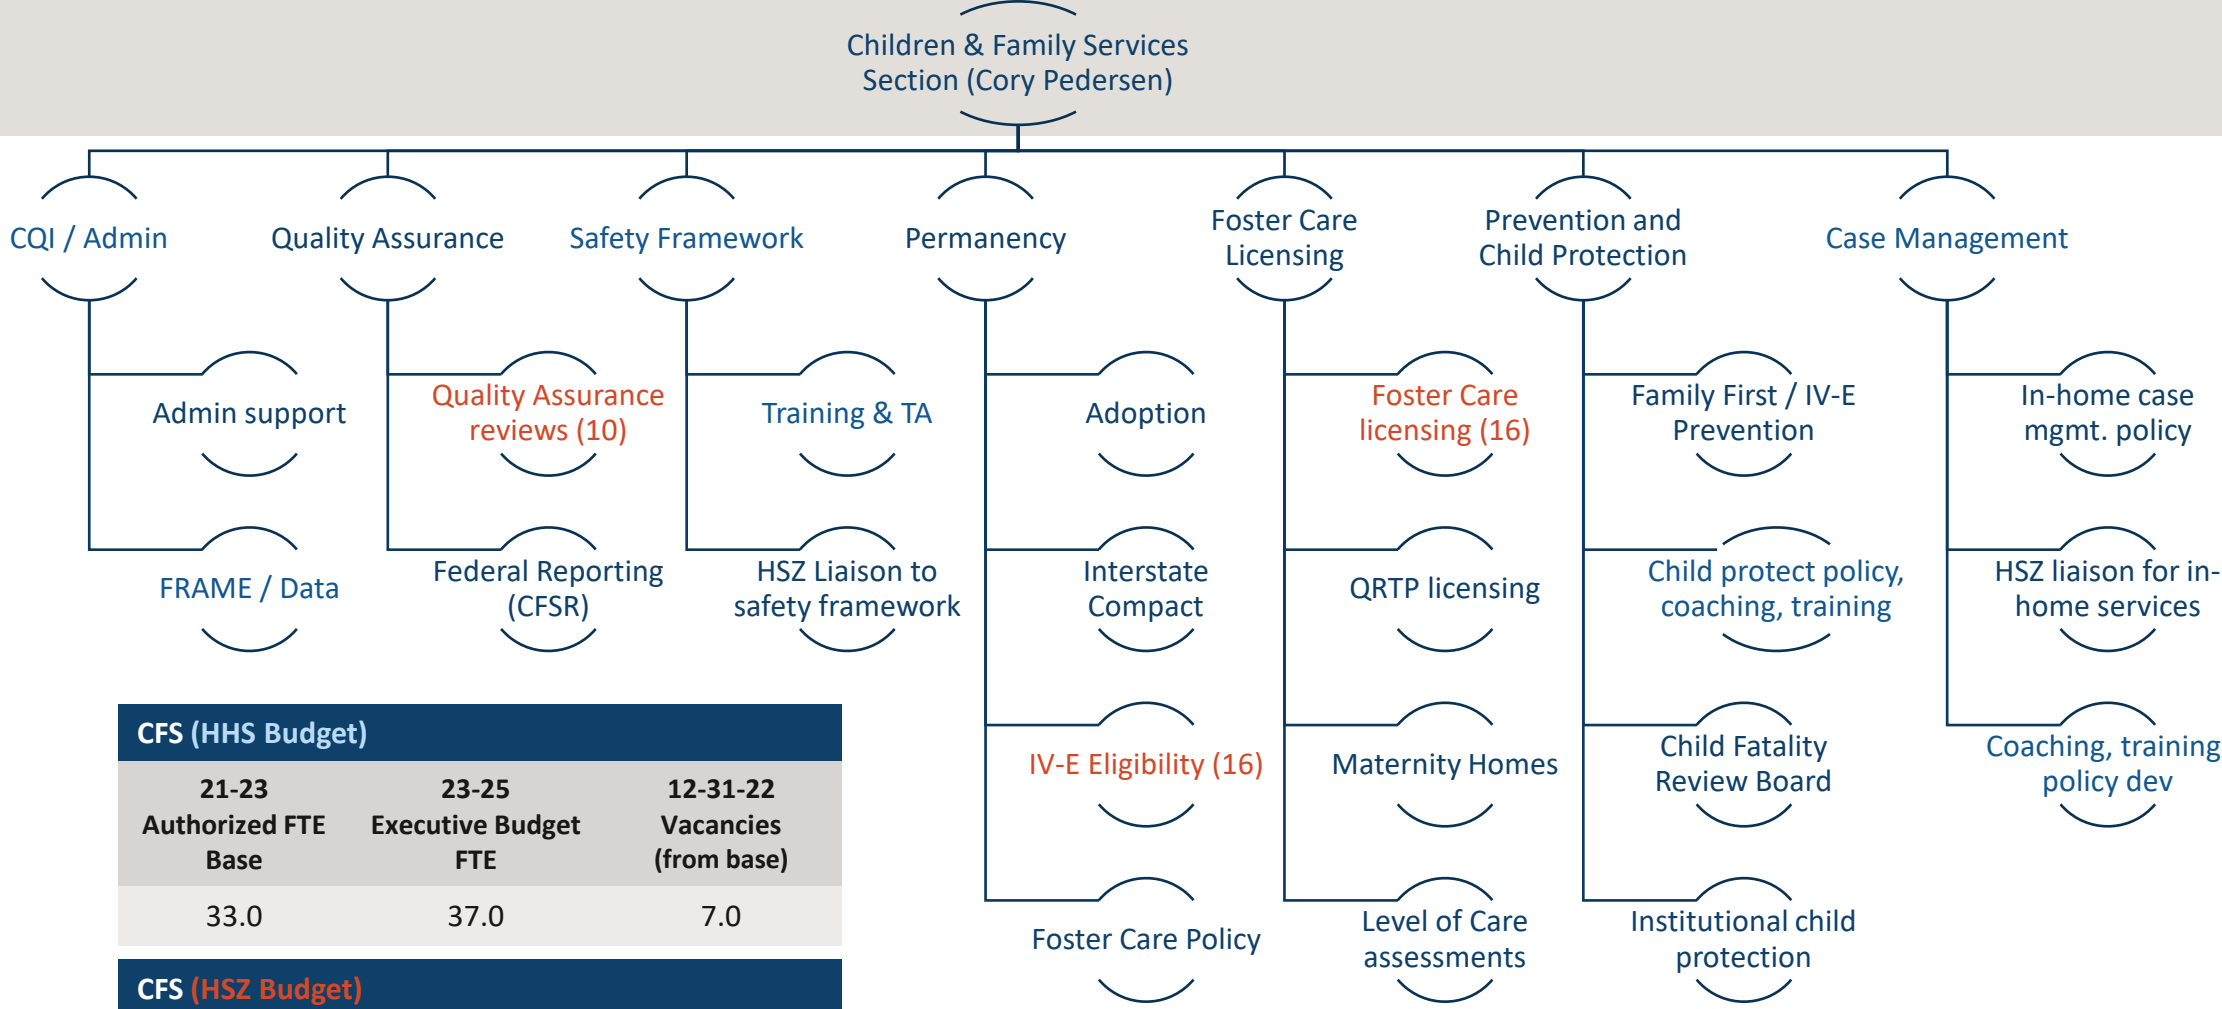 Children & Family Services
Section (Cory Pedersen)
CQI / Admin
Quality Assurance
Safety Framework
Permanency
Foster Care
Licensing
Prevention and
Child Protection
Case Management
Admin support
Quality Assurance
reviews (10)
Training & TA
Adoption
Foster Care
licensing (16)
Family First / IV-E
Prevention
In-home case
mgmt. policy
FRAME / Data
Federal Reporting
(CFSR)
HSZ Liaison to
safety framework
Interstate
Compact
QRTP licensing
Child protect policy,
coaching, training
HSZ liaison for in-
home services
IV-E Eligibility (16)
Maternity Homes
Child Fatality
Review Board
Coaching, training
policy dev
Foster Care Policy
Level of Care
assessments
Institutional child
protection
CFS (HHS Budget)
21-23
Authorized FTE
Base
23-25
Executive Budget
FTE
12-31-22
Vacancies
(from base)
33.0
37.0
7.0
CFS (HSZ Budget)